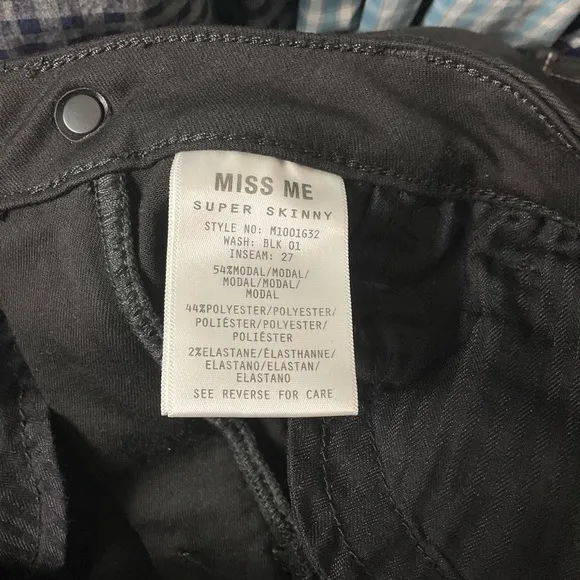 MISS ME
SUPER SKINNY
STYLE NO: M1001G32
WASH: BLK 01
INSEAM: 27
54%MODAL/MODAL/
MODAL/MODAL/
MODAL
44%POLYESTER/POLYESTER/
POLIÉSTER/POLYESTER/
POLIÉSTER
2%ELASTANE/ÉLASTHANNE/
ELASTANO/ELASTAN/
ELASTANO
SEE REVERSE FOR CARE